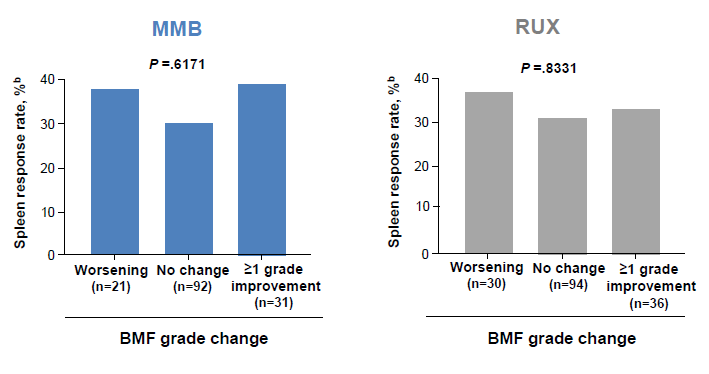 MMB
P =.6171
Spleen response rate, %b
40
30
20
10
0
Worsening
(n=21)
No change
(n=92)
≥1 grade
improvement
(n=31)
BMF grade change
RUX
P =.8331
Spleen response rate, %b
40
30
20
10
0
Worsening
(n=30)
No change
(n=94)
≥1 grade
improvement
(n=36)
BMF grade change